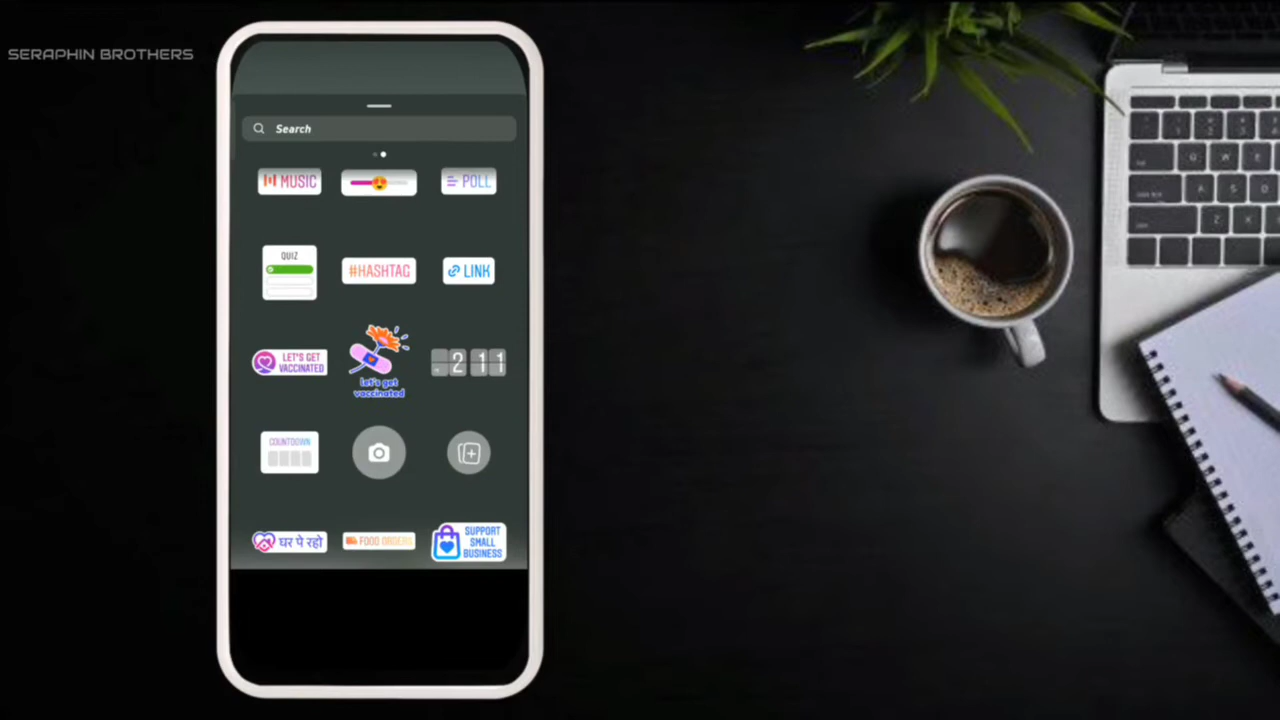 SERAPHIN BROTHERS
Search
MUSIC
POLL
QUIZ
#HASHTAG
LINK
LET'S GET
VACCINATED
let's get
vaccinated
2 11
COUNTDOWN
घर पे रहो
FOOD ORDERS
SUPPORT
SMALL
BUSINESS